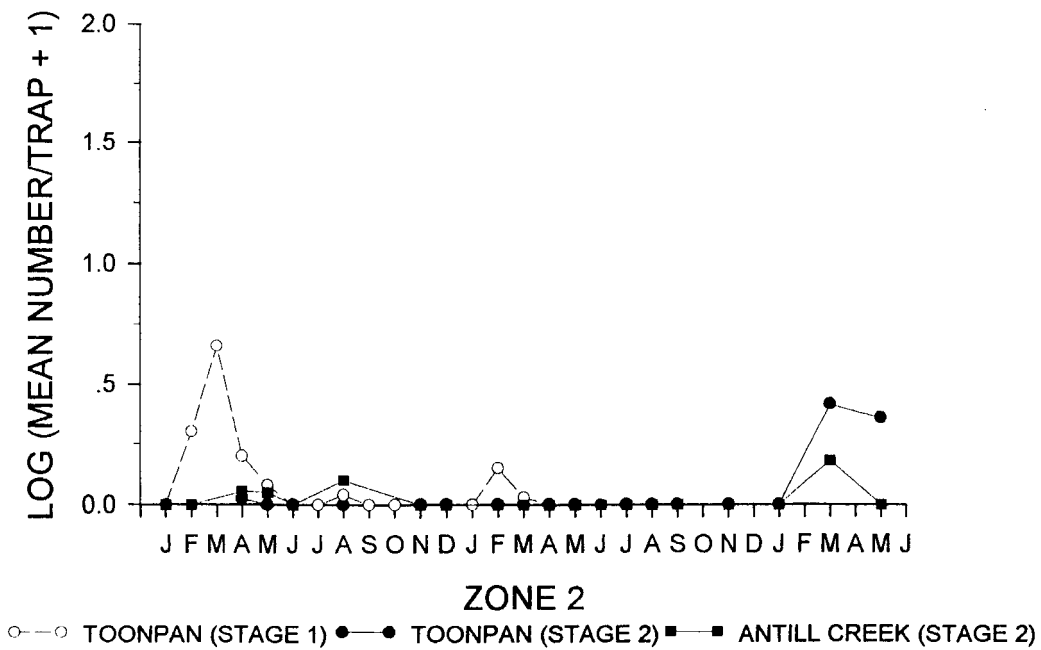 LOG (MEAN NUMBER/TRAP + 1)
2.0
1.5
1.0
.5
0.0
J F M A M J J A S O N D J F M A M J J A S O N D J F M A M J
ZONE 2
TOONPAN (STAGE 1) TOONPAN (STAGE 2) ANTILL CREEK (STAGE 2)